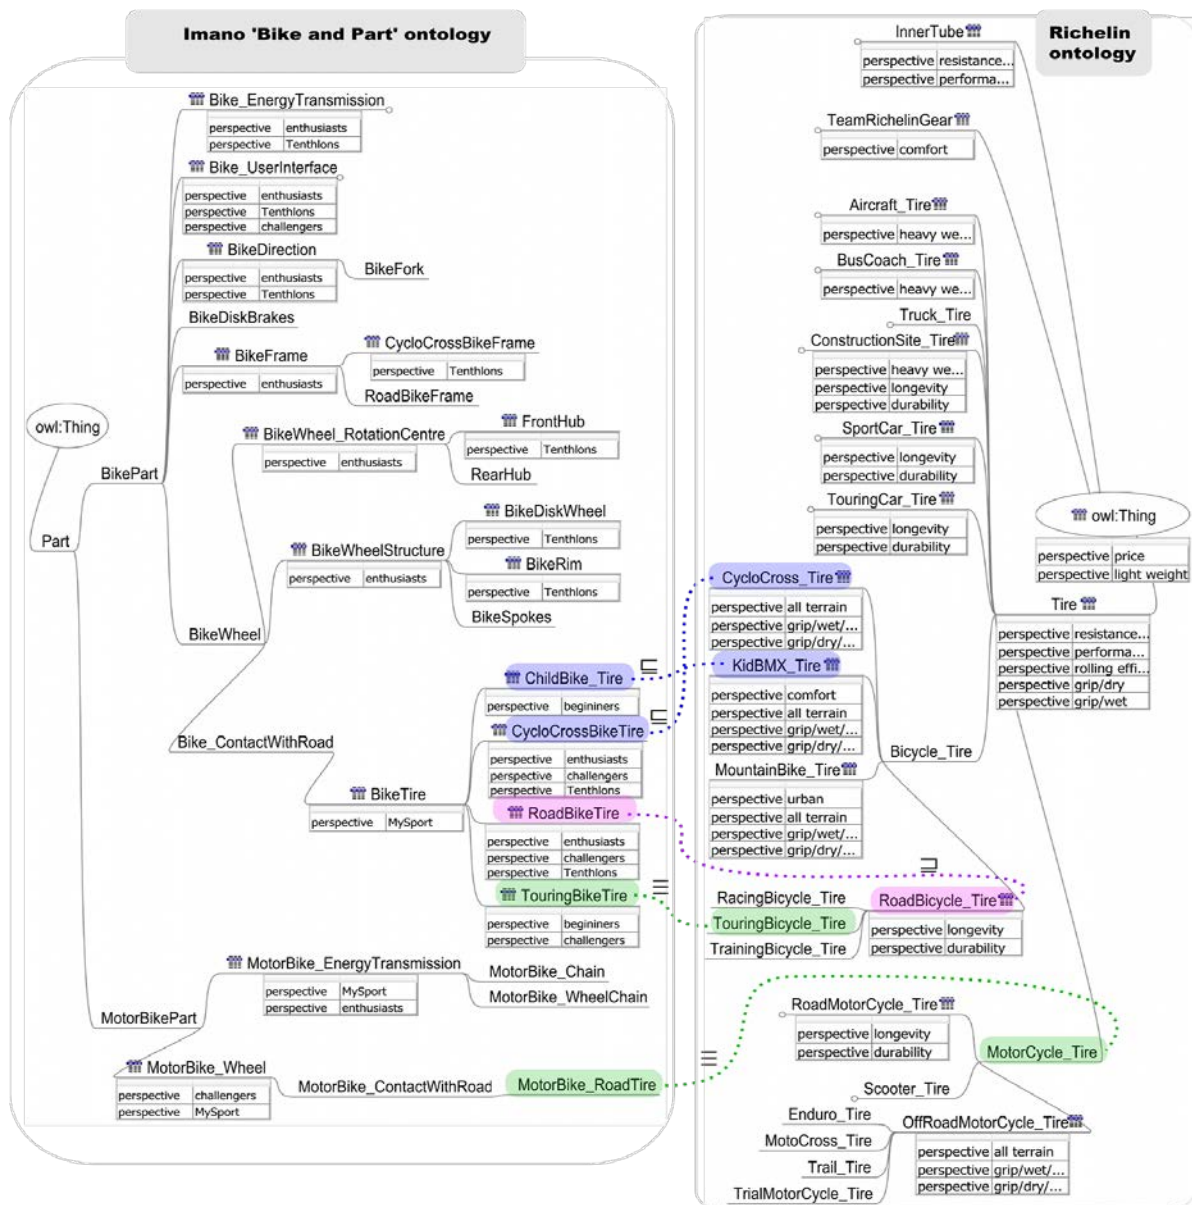 Imano 'Bike and Part' ontology
Bike_EnergyTransmission
perspective enthusiasts
perspective Tenthlons
Bike_UserInterface
perspective enthusiasts
perspective Tenthlons
perspective challengers
BikeDirection
perspective enthusiasts
perspective Tenthlons
BikeFork
BikeDiskBrakes
BikeFrame
perspective enthusiasts
CycloCrossBikeFrame
perspective Tenthlons
RoadBikeFrame
owl:Thing
Part
BikePart
BikeWheel_RotationCentre
perspective enthusiasts
FrontHub
perspective Tenthlons
RearHub
BikeWheelStructure
perspective enthusiasts
BikeDiskWheel
perspective Tenthlons
BikeRim
perspective Tenthlons
BikeSpokes
BikeWheel
Bike_ContactWithRoad
BikeTire
perspective MySport
ChildBike_Tire
perspective begininers
CycloCrossBikeTire
perspective enthusiasts
perspective challengers
perspective Tenthlons
RoadBikeTire
perspective enthusiasts
perspective challengers
perspective Tenthlons
TouringBikeTire
perspective begininers
perspective challengers
MotorBikePart
MotorBike_EnergyTransmission
perspective MySport
perspective enthusiasts
MotorBike_Chain
MotorBike_WheelChain
MotorBike_Wheel
perspective challengers
perspective MySport
MotorBike_ContactWithRoad
MotorBike_RoadTire
⊑
⊑
⊒
≡
≡
Richelin
ontology
InnerTube
perspective resistance...
perspective performa...
TeamRichelinGear
perspective comfort
Aircraft_Tire
perspective heavy we...
BusCoach_Tire
perspective heavy we...
Truck_Tire
ConstructionSite_Tire
perspective heavy we...
perspective longevity
perspective durability
SportCar_Tire
perspective longevity
perspective durability
TouringCar_Tire
perspective longevity
perspective durability
owl:Thing
perspective price
perspective light weight
Tire
perspective resistance...
perspective performa...
perspective rolling effi...
perspective grip/dry
perspective grip/wet
CycloCross_Tire
perspective all terrain
perspective grip/wet/...
perspective grip/dry/...
KidBMX_Tire
perspective comfort
perspective all terrain
perspective grip/wet/...
perspective grip/dry/...
Bicycle_Tire
MountainBike_Tire
perspective urban
perspective all terrain
perspective grip/wet/...
perspective grip/dry/...
RacingBicycle_Tire
TouringBicycle_Tire
TrainingBicycle_Tire
RoadBicycle_Tire
perspective longevity
perspective durability
RoadMotorCycle_Tire
perspective longevity
perspective durability
MotorCycle_Tire
Scooter_Tire
Enduro_Tire
MotoCross_Tire
Trail_Tire
TrialMotorCycle_Tire
OffRoadMotorCycle_Tire
perspective all terrain
perspective grip/wet/...
perspective grip/dry/...